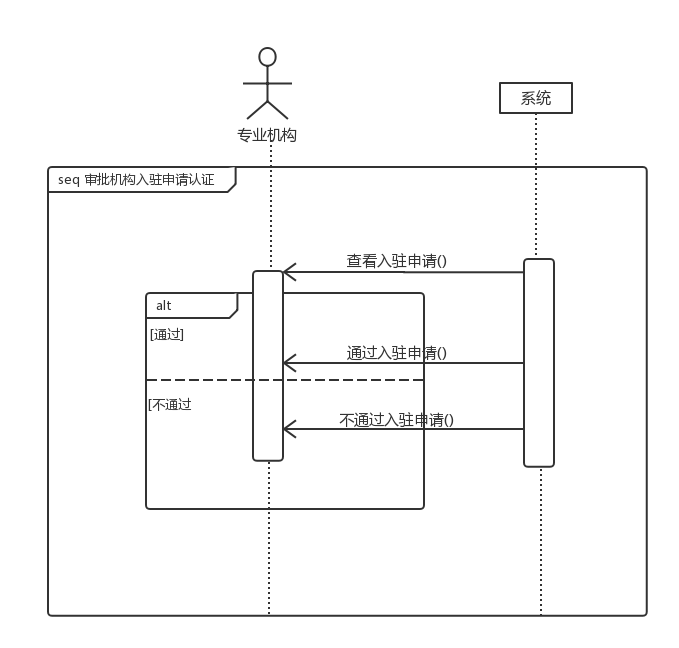 专业机构
系统
seq 审批机构入驻申请认证
查看入驻申请()
alt
[通过]
通过入驻申请()
[不通过
不通过入驻申请()